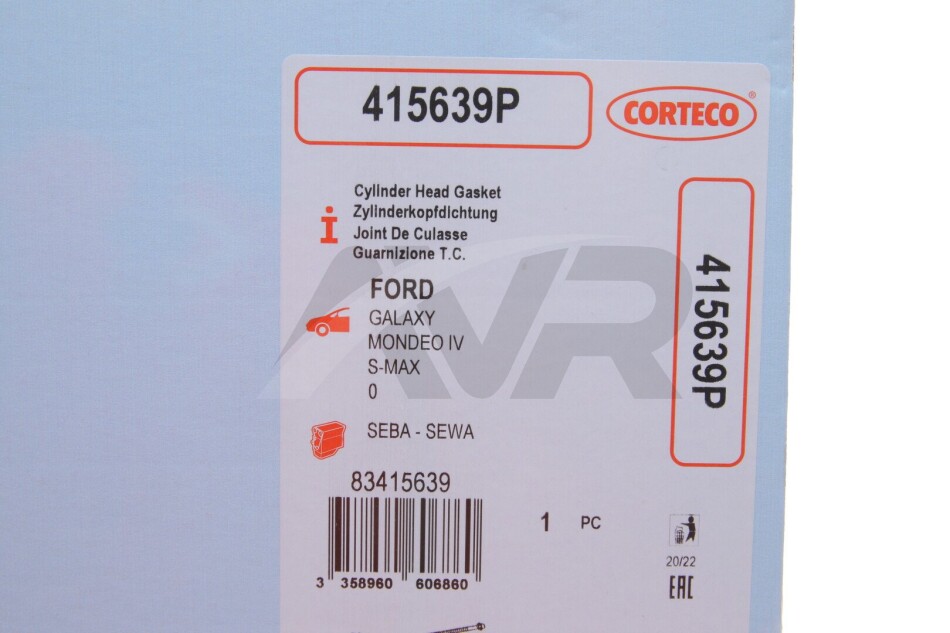 415639P
CORTECO®
Cylinder Head Gasket
Zylinderkopfdichtung
Joint De Culasse
Guarnizione T.C.
FORD
GALAXY
MONDEO IV
S-MAX
0
SEBA - SEWA
83415639
3 358960 606860
1 PC
20/22
EAC
415639P
AVR